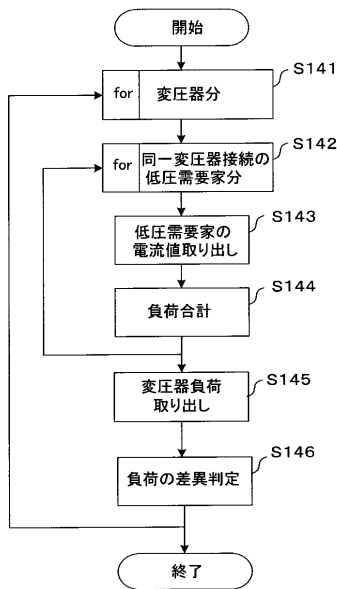 開始
S141
for 変圧器分
S142
for 同一変圧器接続の
低圧需要家分
S143
低圧需要家の
電流値取り出し
S144
負荷合計
S145
変圧器負荷
取り出し
S146
負荷の差異判定
終了